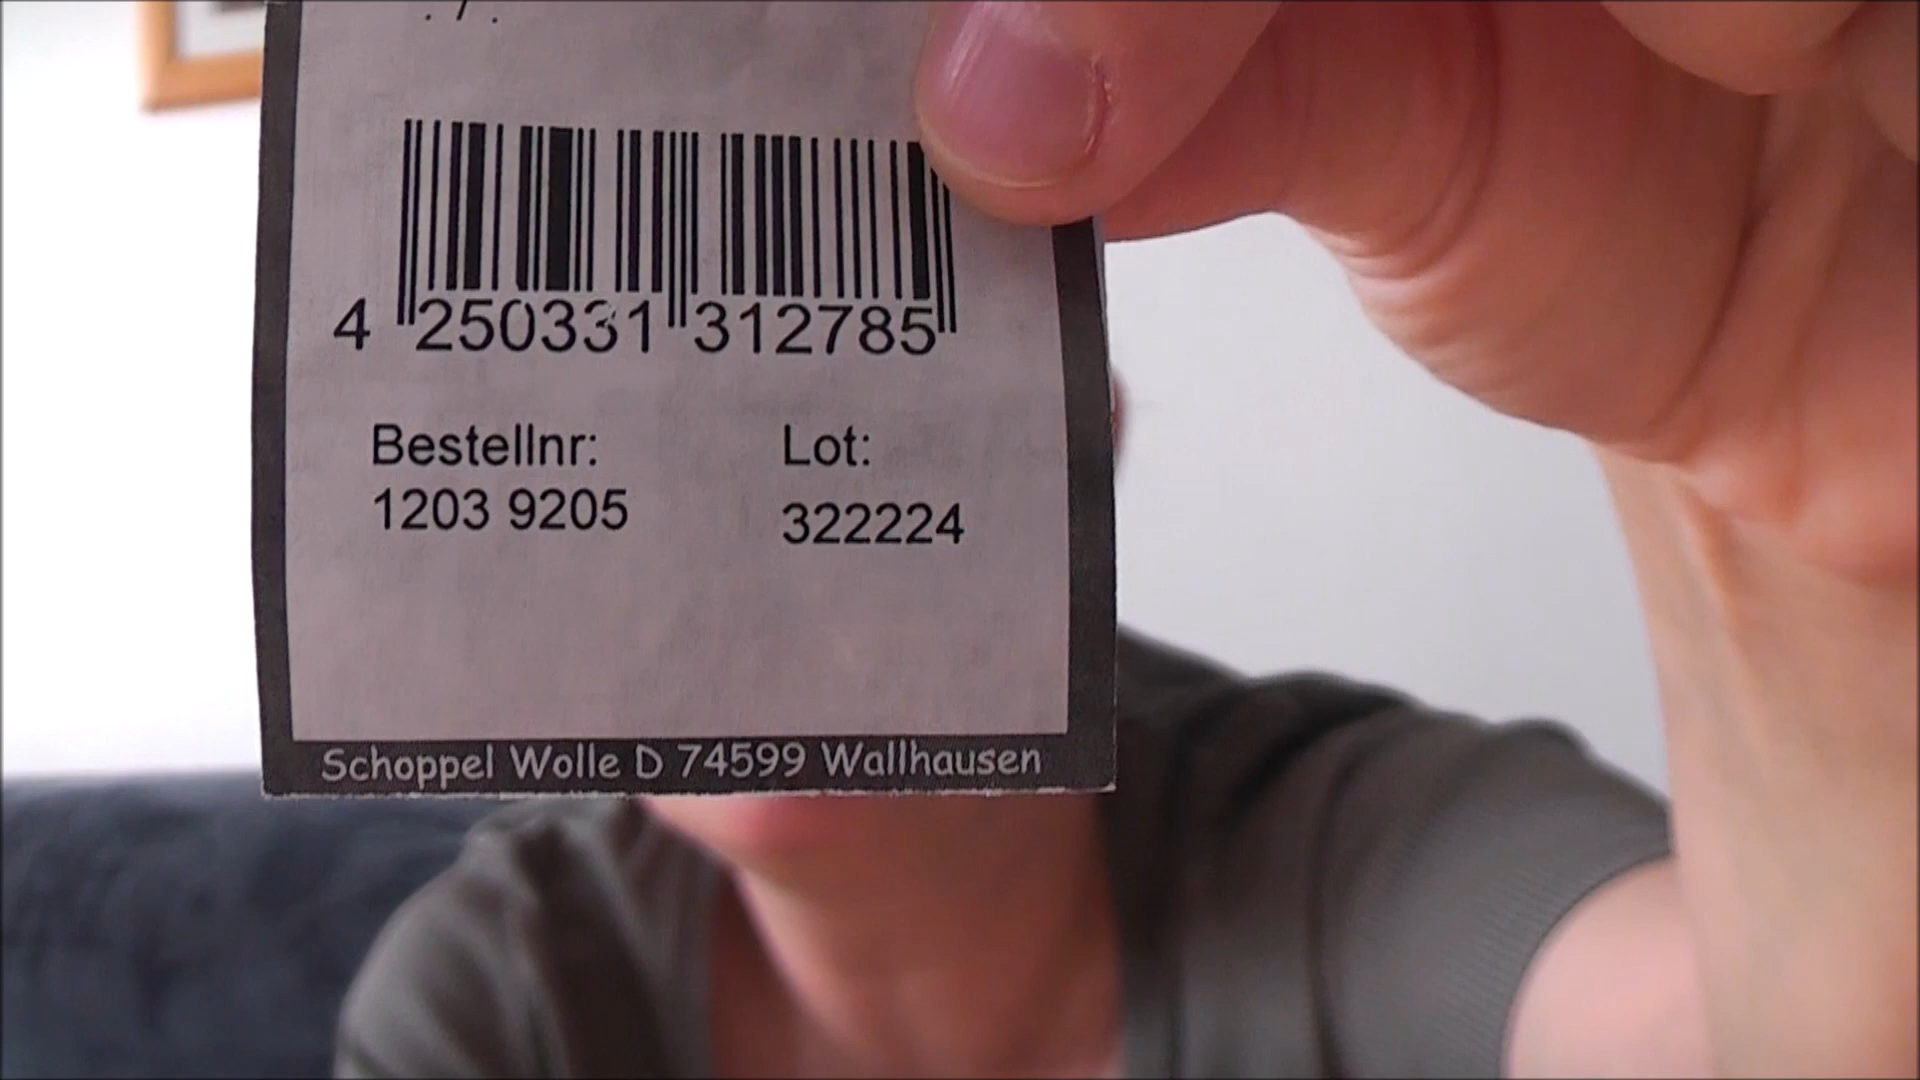 4 250331 312785
Bestellnr:
1203 9205
Lot:
322224
Schoppel Wolle D 74599 Wallhausen